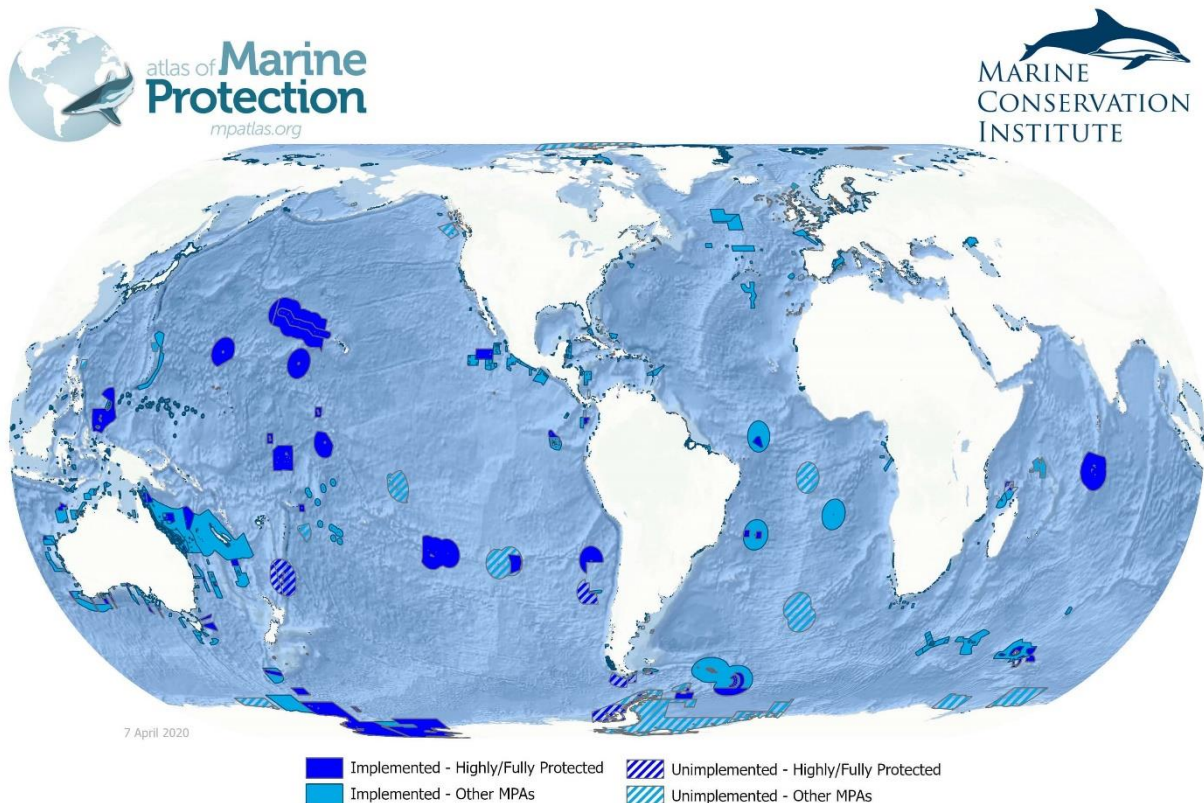 atlas of Marine
Protection
mpatlas.org
MARINE
CONSERVATION
INSTITUTE
7 April 2020
Implemented - Highly/Fully Protected
Unimplemented - Highly/Fully Protected
Implemented - Other MPAs
Unimplemented - Other MPAs